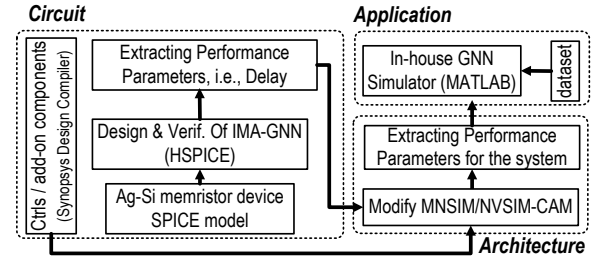 Circuit
Application
Ctrls / add-on components
(Synopsys Design Compiler)
Extracting Performance
Parameters, i.e., Delay
Design & Verif. Of IMA-GNN
(HSPICE)
Ag-Si memristor device
SPICE model
In-house GNN
Simulator (MATLAB)
dataset
Extracting Performance
Parameters for the system
Modify MNSIM/NVSIM-CAM
Architecture